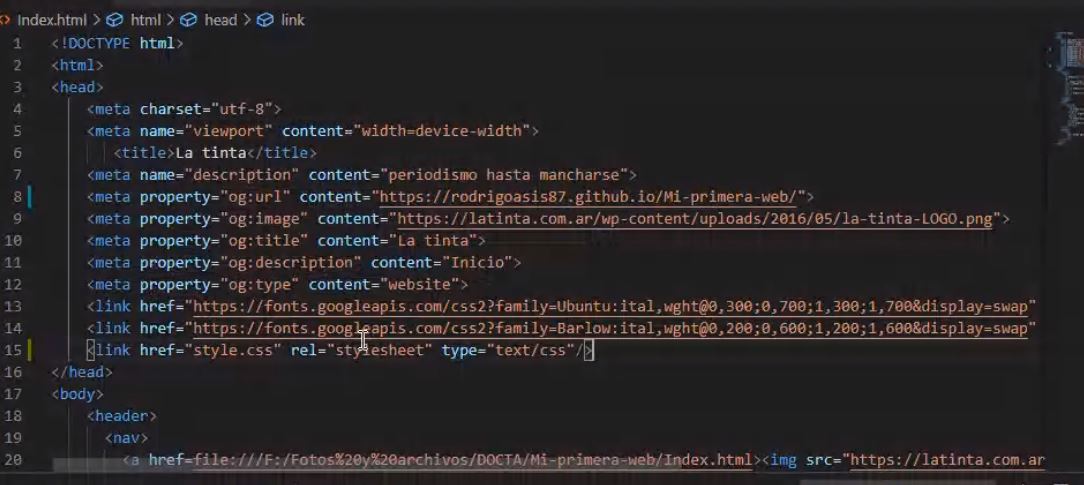 Index.html > html > head > link
1 <!DOCTYPE html>
2 <html>
3 <head>
4 <meta charset="utf-8">
5 <meta name="viewport" content="width=device-width">
6 <title>La tinta</title>
7 <meta name="description" content="periodismo hasta mancharse">
8 <meta property="og:url" content="https://rodrigoasis87.github.io/Mi-primera-web/">
9 <meta property="og:image" content="https://latinta.com.ar/wp-content/uploads/2016/05/la-tinta-LOGO.png">
10 <meta property="og:title" content="La tinta">
11 <meta property="og:description" content="Inicio">
12 <meta property="og:type" content="website">
13 <link href="https://fonts.googleapis.com/css2?family=Ubuntu:ital,wght@0,300;0,700;1,300;1,700&display=swap"
14 <link href="https://fonts.googleapis.com/css2?family=Barlow:ital,wght@0,200;0,600;1,200;1,600&display=swap"
15 <link href="style.css" rel="stylesheet" type="text/css"/>
16 </head>
17 <body>
18 <header>
19 <nav>
20 <a href=file:///F:/Fotos%20y%20archivos/DOCTA/Mi-primera-web/Index.html><img src="https://latinta.com.ar